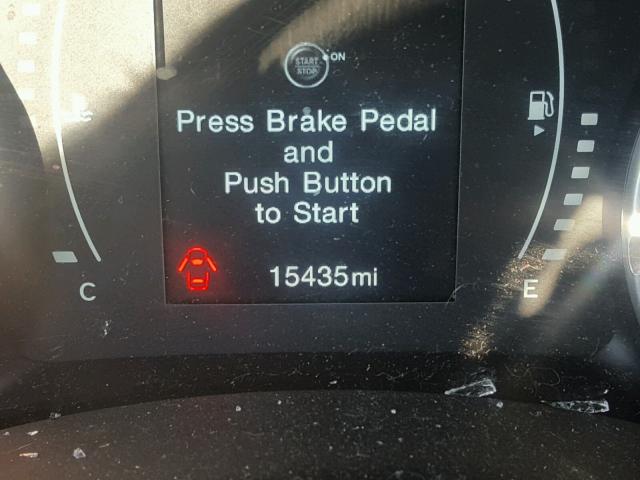 START
STOP
ON
Press Brake Pedal
and
Push Button
to Start
15435mi
C
E